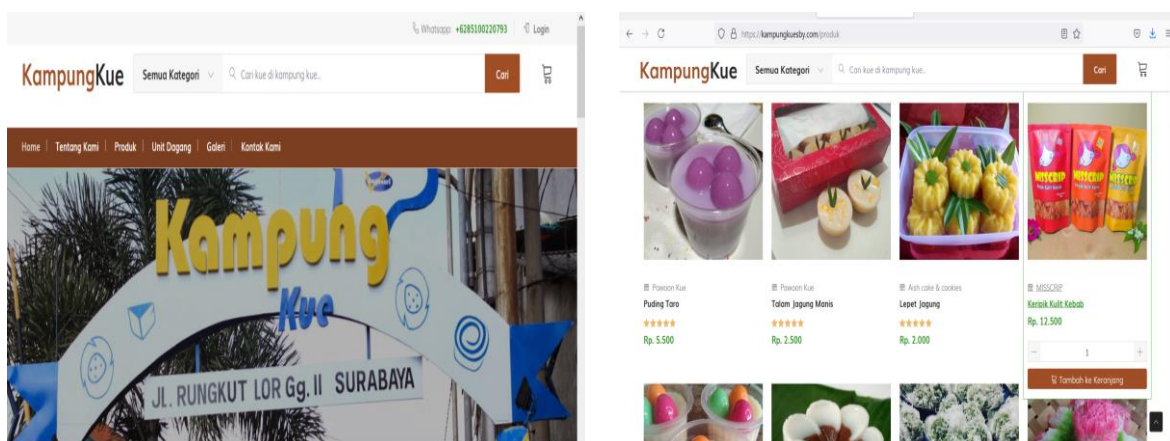 Whatsapp: +6285100220793 Login
KampungKue Semua Kategori Cari kue di kampung kue.. Cari
Home Tentang Kami Produk Unit Dagang Galeri Kontak Kami
Kampung
Kue
JL. RUNGKUT LOR Gg. II SURABAYA
https://kampungkuesby.com/produk
KampungKue Semua Kategori Cari kue di kampung kue.. Cari
MISSCRIP MISSCRIP MISSCRIP
Pawoon Kue Pawoon Kue Aish cake & cookies MISSCRIP
Puding Taro Talam Jagung Manis Lepet Jagung Keripik Kulit Kebab
Rp. 5.500 Rp. 2.500 Rp. 2.000 Rp. 12.500
- 1 +
Tambah ke Keranjang